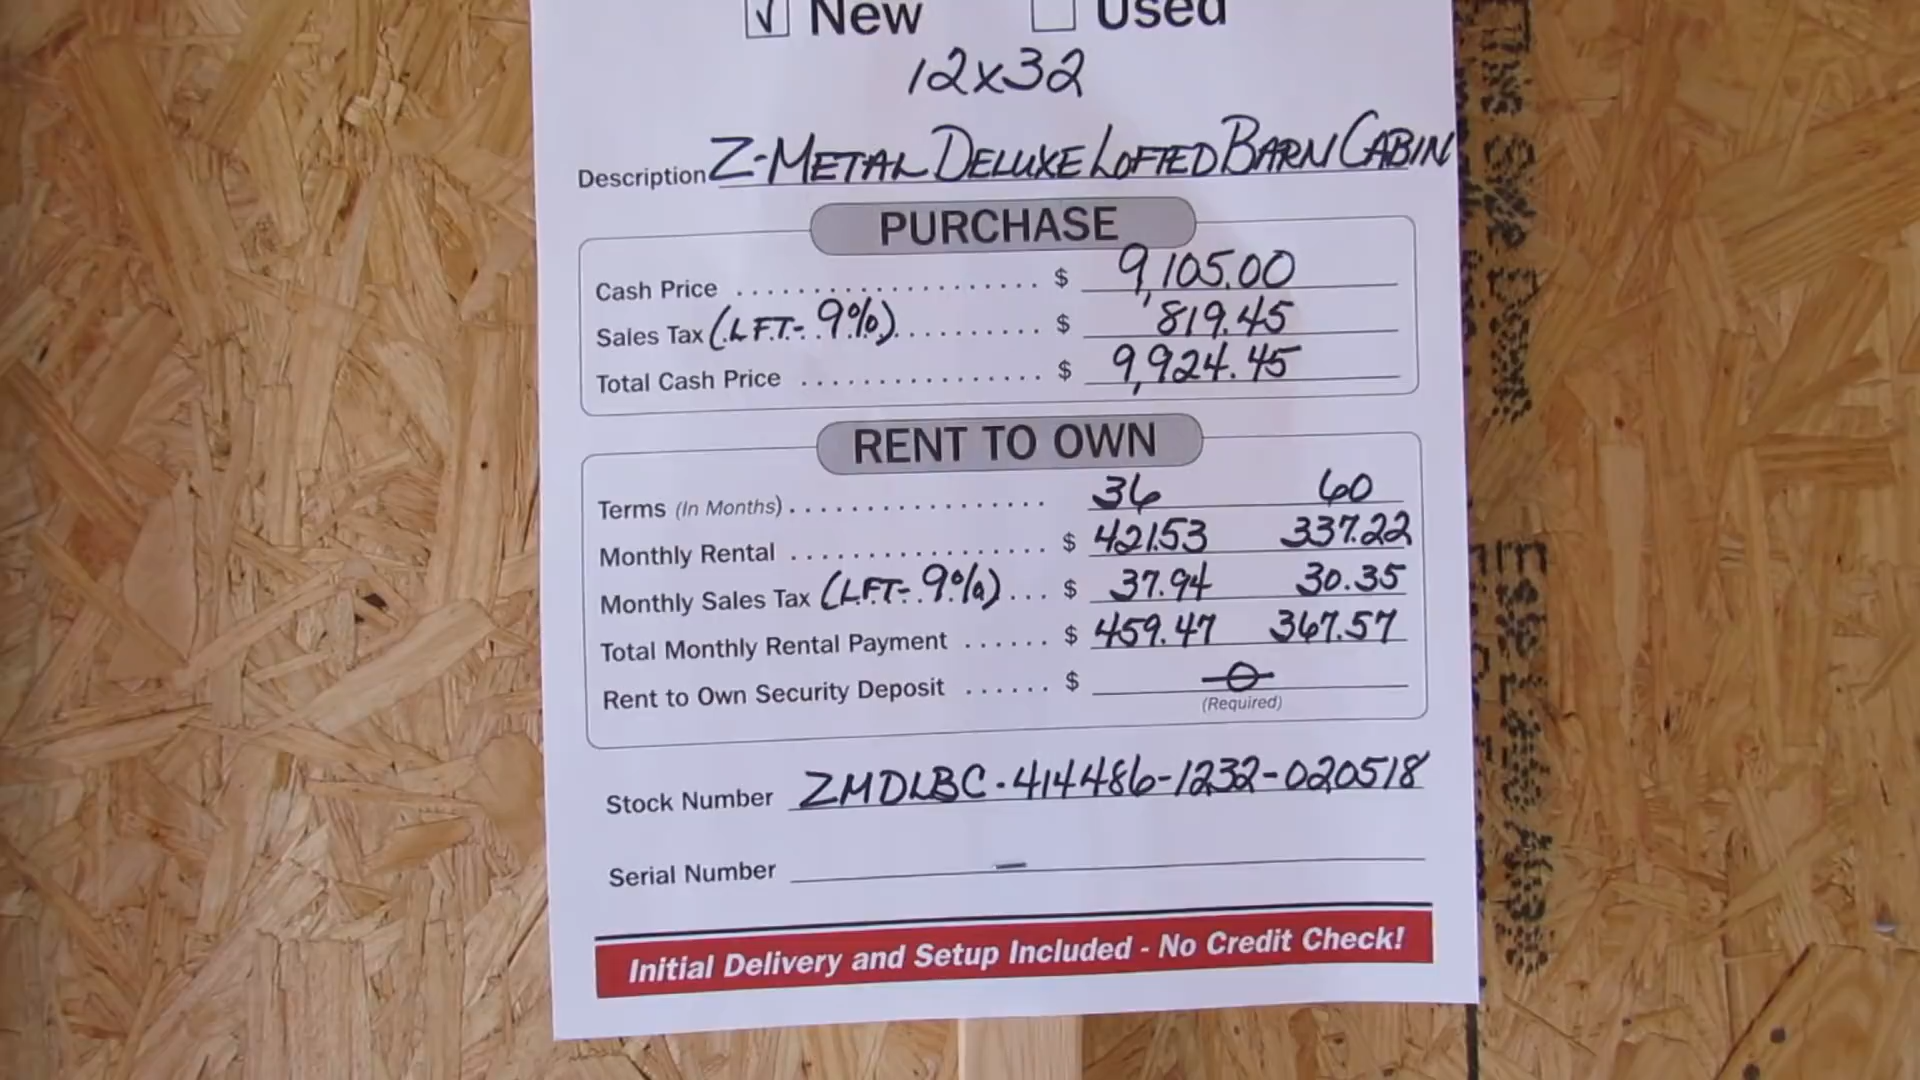 √ New Used
12x32
Description Z-METAL DELUXE LOFTED BARN CABIN
PURCHASE
Cash Price .................... $ 9,105.00
Sales Tax (LFT- 9%) .......... $ 819.45
Total Cash Price ................ $ 9,924.45
RENT TO OWN
Terms (In Months) ................. 36 60
Monthly Rental .................. $ 421.53 337.22
Monthly Sales Tax (LFT- 9%) ... $ 37.94 30.35
Total Monthly Rental Payment ...... $ 459.47 367.57
Rent to Own Security Deposit ...... $ 0
(Required)
Stock Number ZMDLBC-414486-1232-020518
Serial Number —
Initial Delivery and Setup Included - No Credit Check!